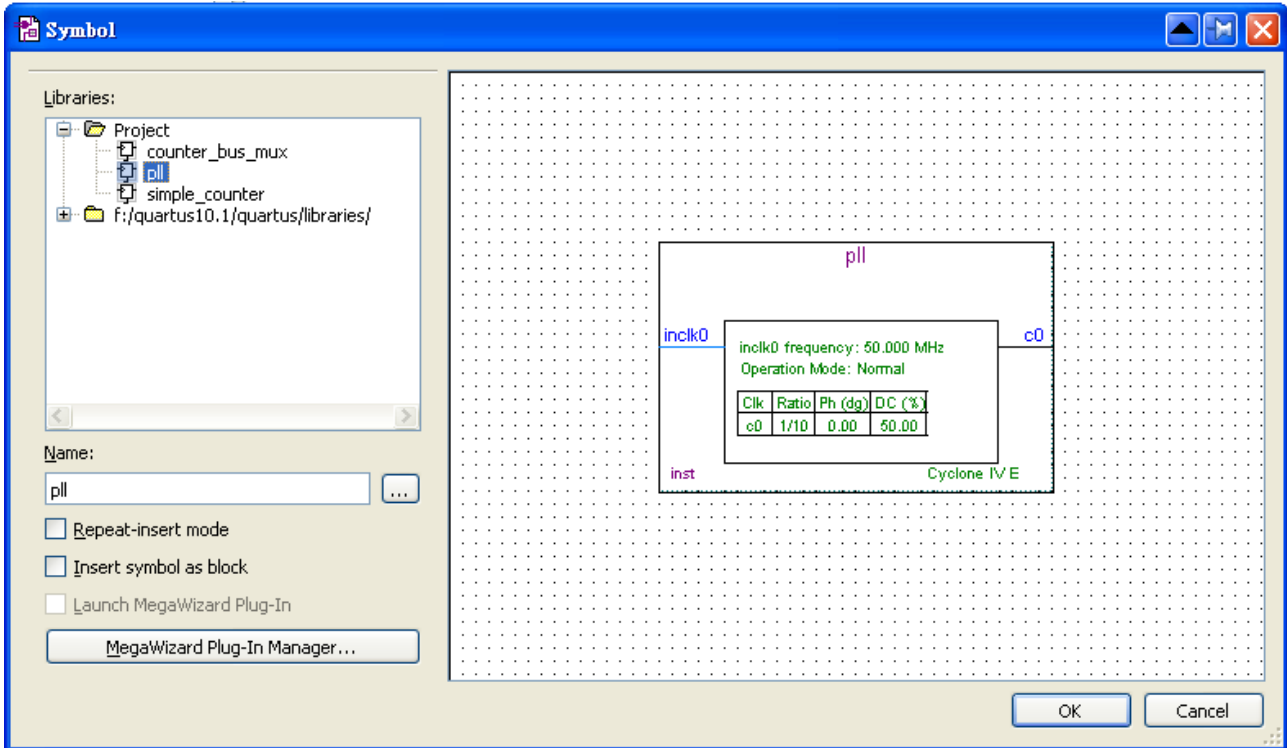 Symbol
Libraries:
Project
counter_bus_mux
pll
simple_counter
f:/quartus10.1/quartus/libraries/
Name:
pll
...
Repeat-insert mode
Insert symbol as block
Launch MegaWizard Plug-In
MegaWizard Plug-In Manager...
pll
inclk0
c0
inclk0 frequency: 50.000 MHz
Operation Mode: Normal
Clk Ratio Ph (dg) DC (%)
c0 1/10 0.00 50.00
inst
Cyclone IV E
OK
Cancel